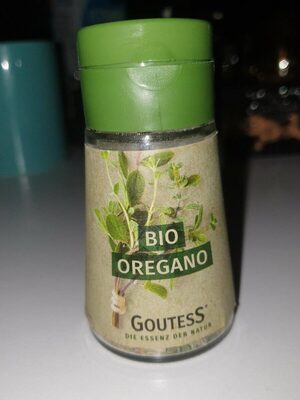 BIO
OREGANO
GOUTESS
DIE ESSENZ DER NATUR